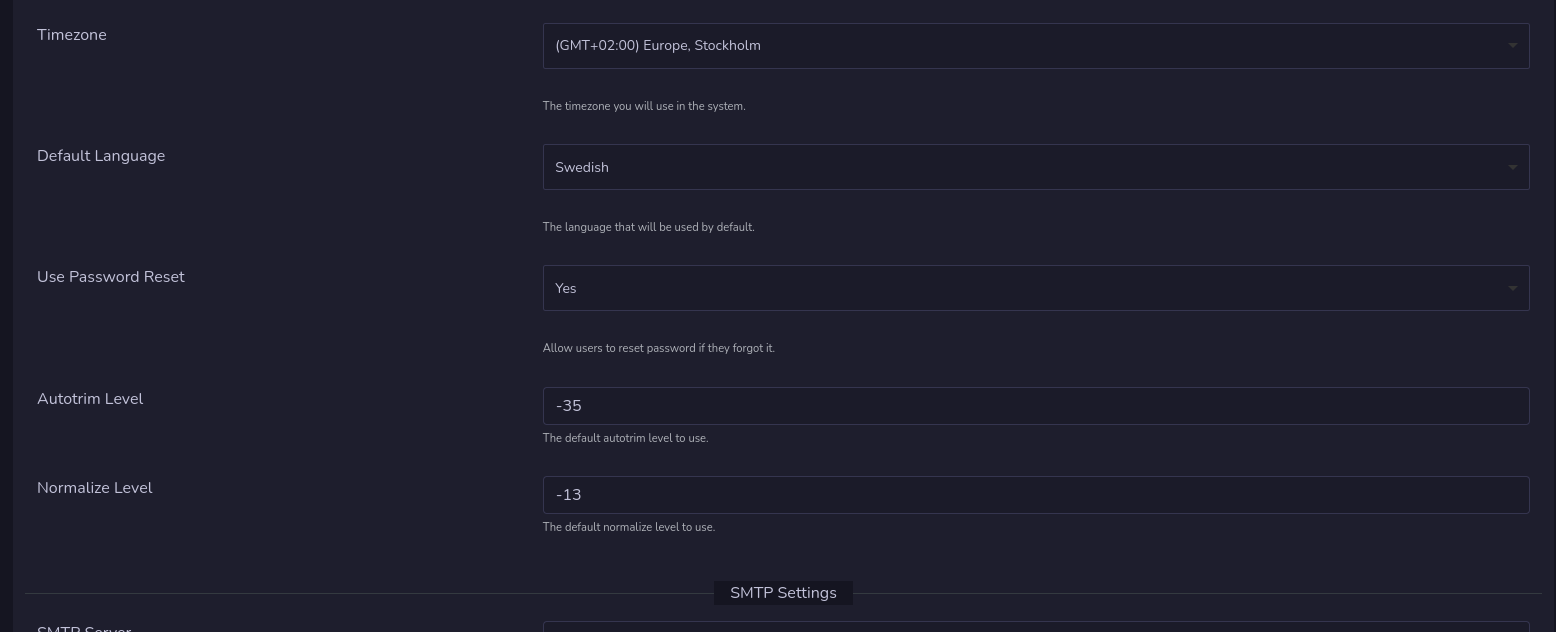 Timezone
(GMT+02:00) Europe, Stockholm
The timezone you will use in the system.
Default Language
Swedish
The language that will be used by default.
Use Password Reset
Yes
Allow users to reset password if they forgot it.
Autotrim Level
-35
The default autotrim level to use.
Normalize Level
-13
The default normalize level to use.
SMTP Settings
SMTP Server